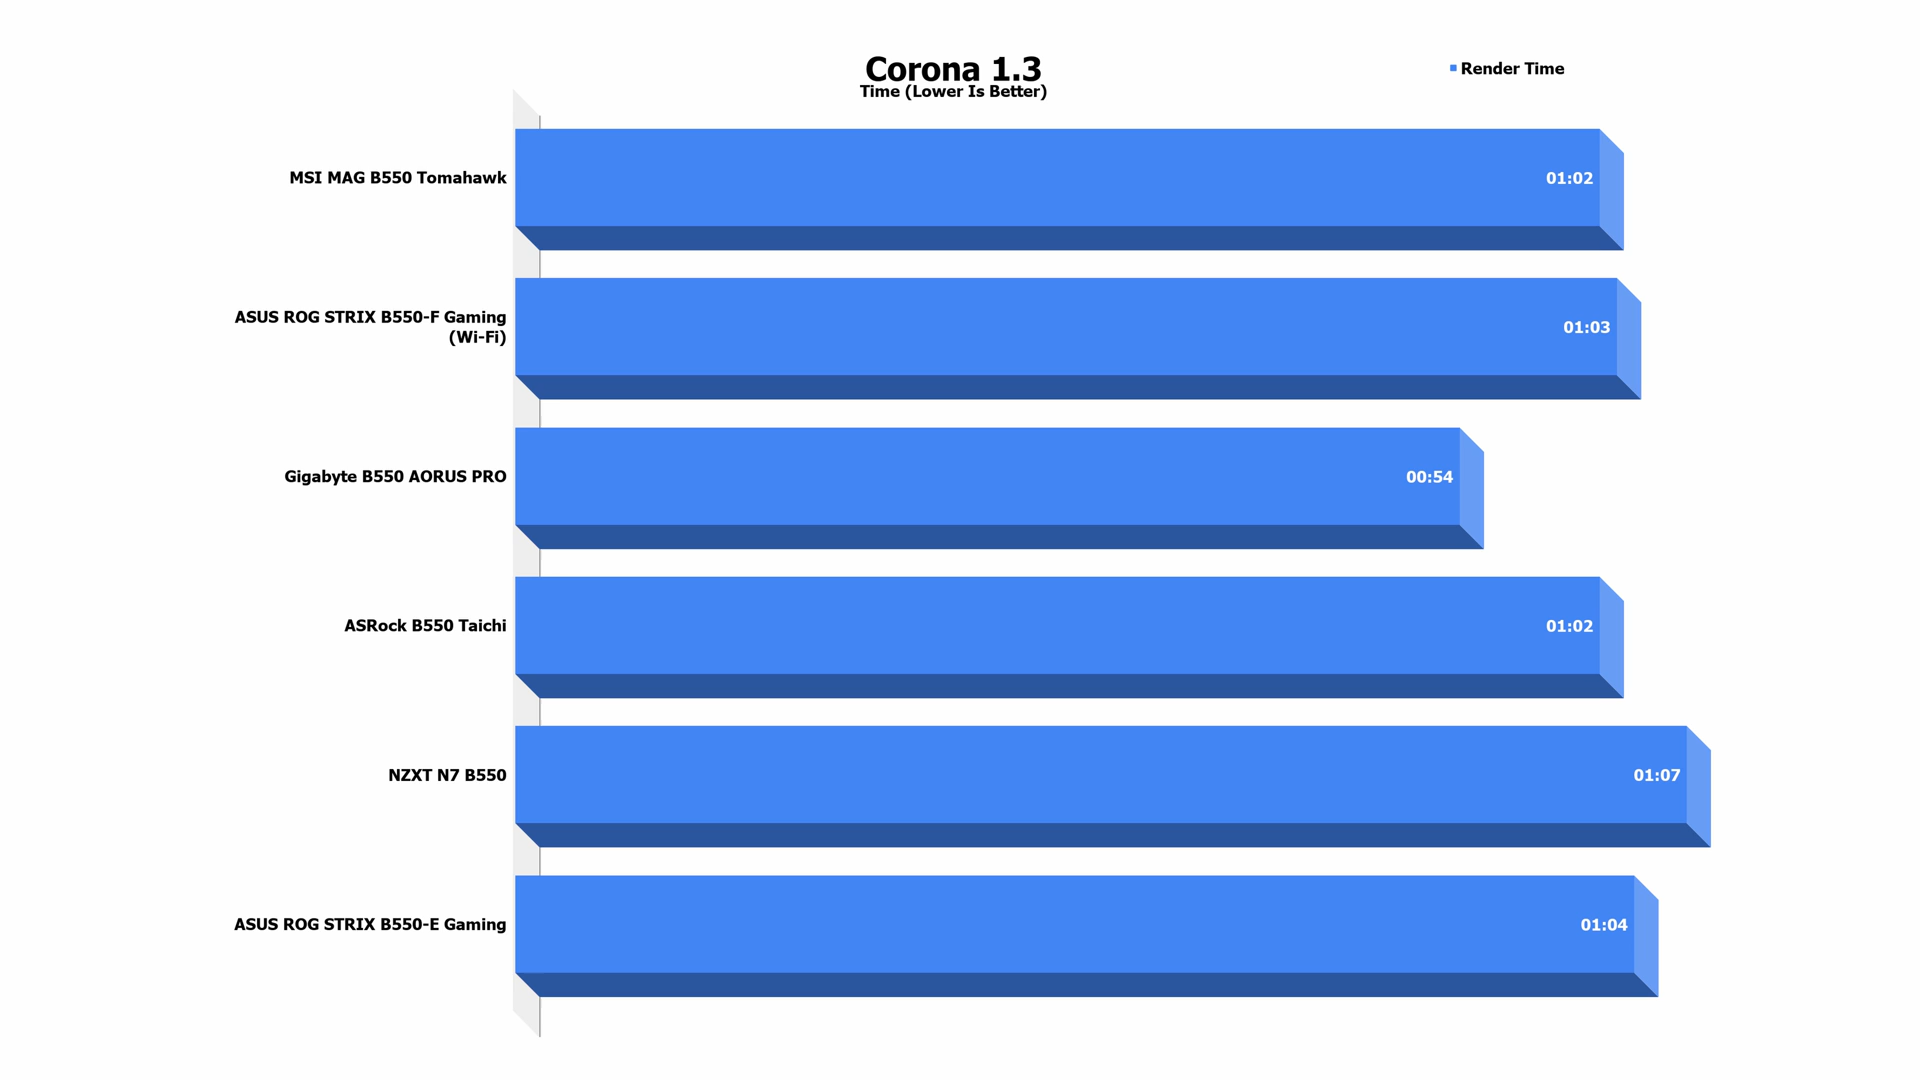 Corona 1.3
Time (Lower Is Better)
Render Time
MSI MAG B550 Tomahawk
01:02
ASUS ROG STRIX B550-F Gaming
(Wi-Fi)
01:03
Gigabyte B550 AORUS PRO
00:54
ASRock B550 Taichi
01:02
NZXT N7 B550
01:07
ASUS ROG STRIX B550-E Gaming
01:04